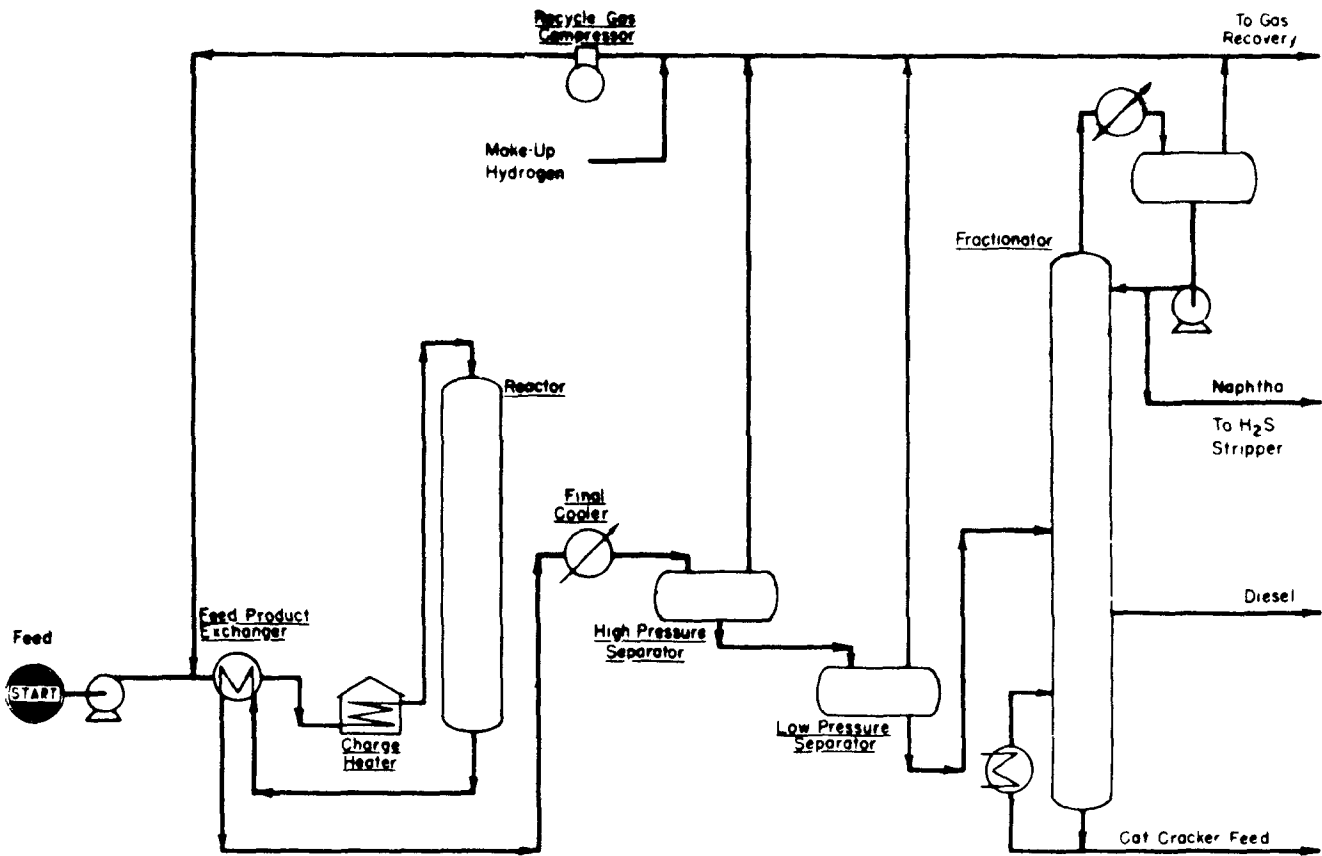 Recycle Gas
Compressor
To Gas
Recovery
Make-Up
Hydrogen
Fractionator
Reactor
Naphtha
To H₂S
Stripper
Final
Cooler
Feed Product
Exchanger
Diesel
Feed
START
High Pressure
Separator
Charge
Heater
Low Pressure
Separator
Cat Cracker Feed